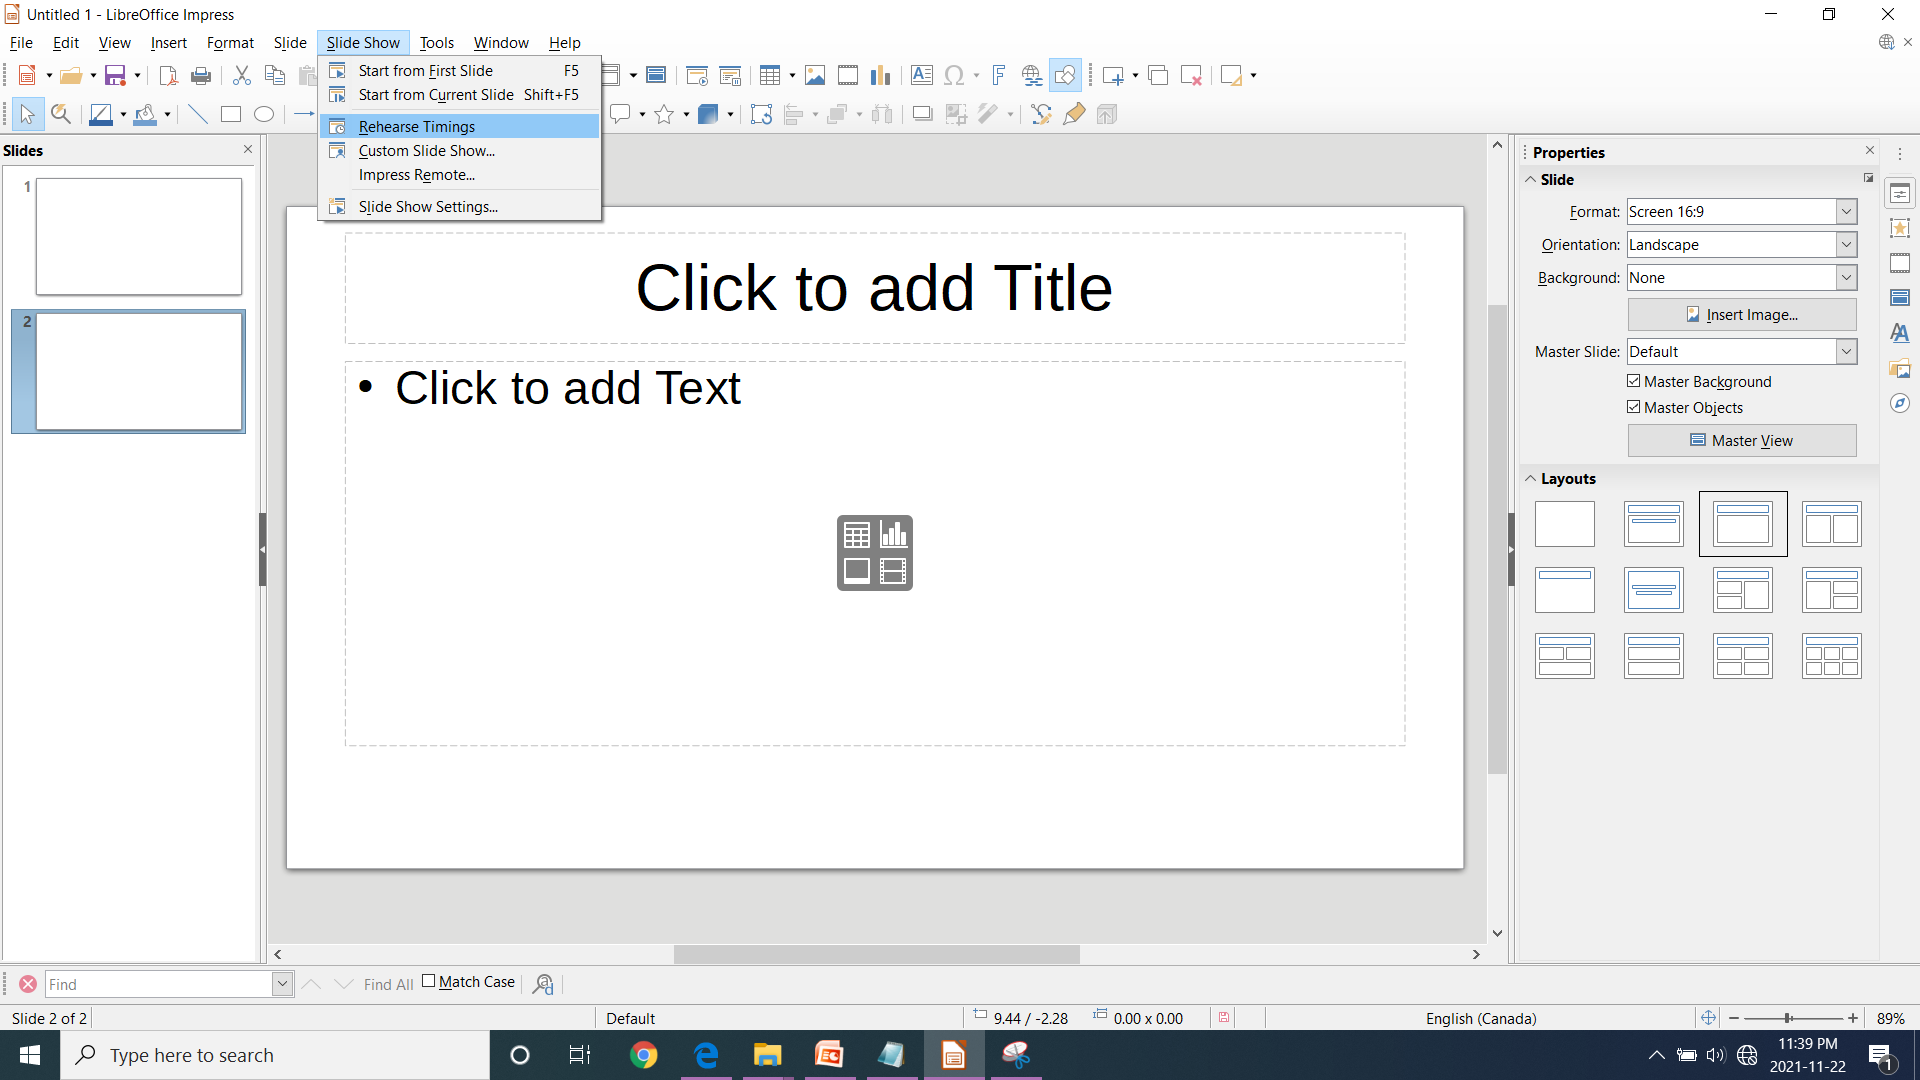 Untitled 1 - LibreOffice Impress
File Edit View Insert Format Slide Slide Show Tools Window Help
Start from First Slide F5
Start from Current Slide Shift+F5
Rehearse Timings
Custom Slide Show...
Impress Remote...
Slide Show Settings...
Slides
1
2
Click to add Title
• Click to add Text
Properties
Slide
Format: Screen 16:9
Orientation: Landscape
Background: None
Insert Image...
Master Slide: Default
Master Background
Master Objects
Master View
Layouts
Find Find All Match Case
Slide 2 of 2 Default 9.44 / -2.28 0.00 x 0.00 English (Canada) 89%
Type here to search
11:39 PM
2021-11-22
1